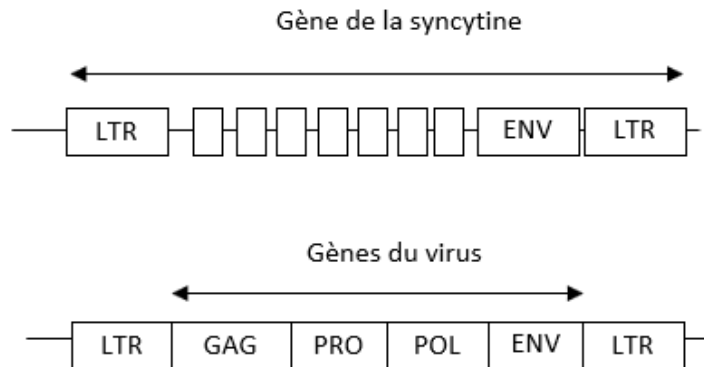 Gène de la syncytine
LTR ENV LTR
Gènes du virus
LTR GAG PRO POL ENV LTR